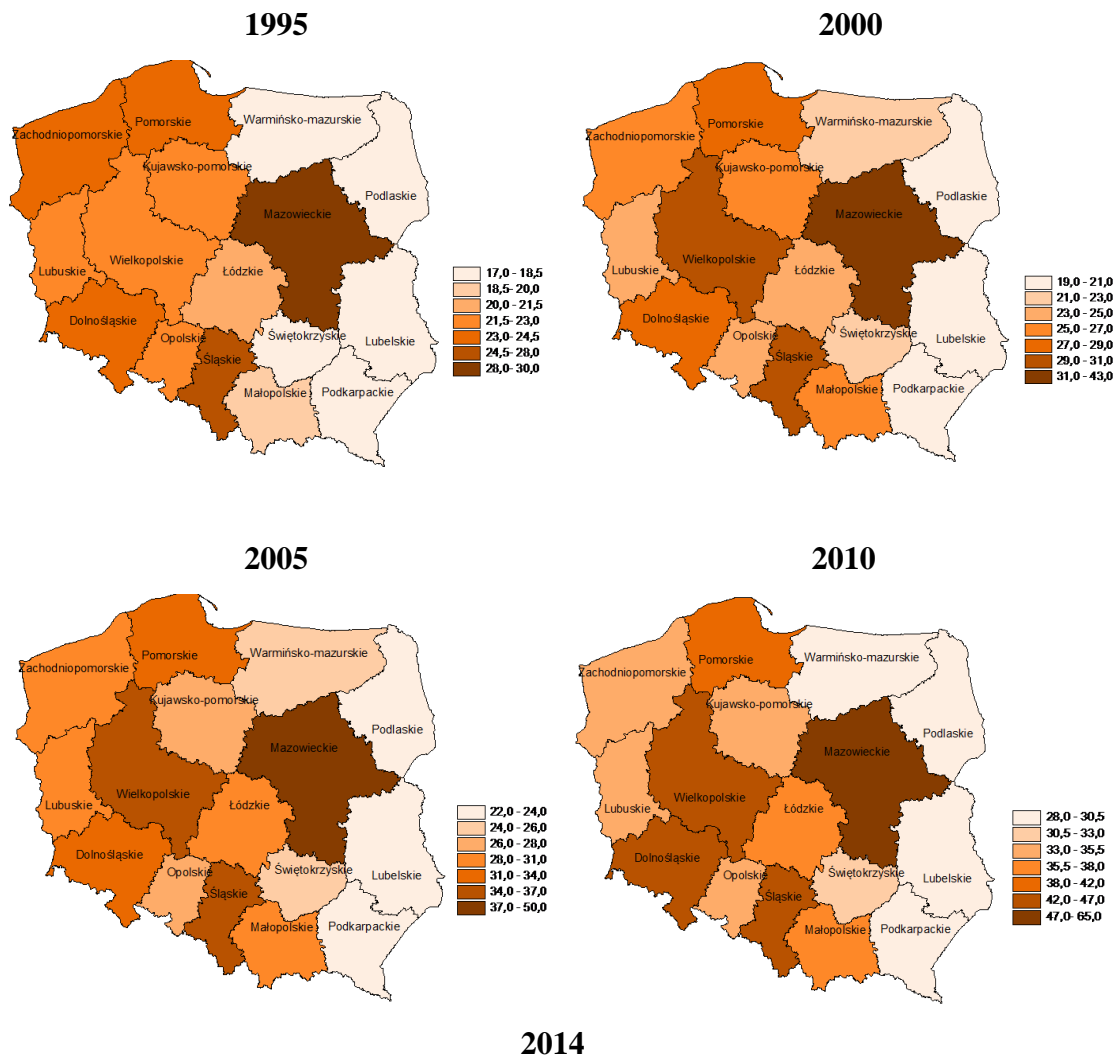 1995
Zachodniopomorskie
Pomorskie
Warmińsko-mazurskie
Kujawsko-pomorskie
Podlaskie
Mazowieckie
Lubuskie
Wielkopolskie
Łódzkie
Dolnośląskie
Opolskie
Śląskie
Świętokrzyskie
Lubelskie
Małopolskie
Podkarpackie
17,0 - 18,5
18,5- 20,0
20,0 - 21,5
21,5 - 23,0
23,0 - 24,5
24,5 - 28,0
28,0 - 30,0
2000
Zachodniopomorskie
Pomorskie
Warmińsko-mazurskie
Kujawsko-pomorskie
Podlaskie
Mazowieckie
Lubuskie
Wielkopolskie
Łódzkie
Dolnośląskie
Opolskie
Śląskie
Świętokrzyskie
Lubelskie
Małopolskie
Podkarpackie
19,0 - 21,0
21,0 - 23,0
23,0 - 25,0
25,0 - 27,0
27,0 - 29,0
29,0 - 31,0
31,0 - 43,0
2005
Zachodniopomorskie
Pomorskie
Warmińsko-mazurskie
Kujawsko-pomorskie
Podlaskie
Mazowieckie
Lubuskie
Wielkopolskie
Łódzkie
Dolnośląskie
Opolskie
Śląskie
Świętokrzyskie
Lubelskie
Małopolskie
Podkarpackie
22,0 - 24,0
24,0 - 26,0
26,0 - 28,0
28,0 - 31,0
31,0 - 34,0
34,0 - 37,0
37,0 - 50,0
2010
Zachodniopomorskie
Pomorskie
Warmińsko-mazurskie
Kujawsko-pomorskie
Podlaskie
Mazowieckie
Lubuskie
Wielkopolskie
Łódzkie
Dolnośląskie
Opolskie
Śląskie
Świętokrzyskie
Lubelskie
Małopolskie
Podkarpackie
28,0 - 30,5
30,5 - 33,0
33,0 - 35,5
35,5 - 38,0
38,0 - 42,0
42,0 - 47,0
47,0- 65,0
2014